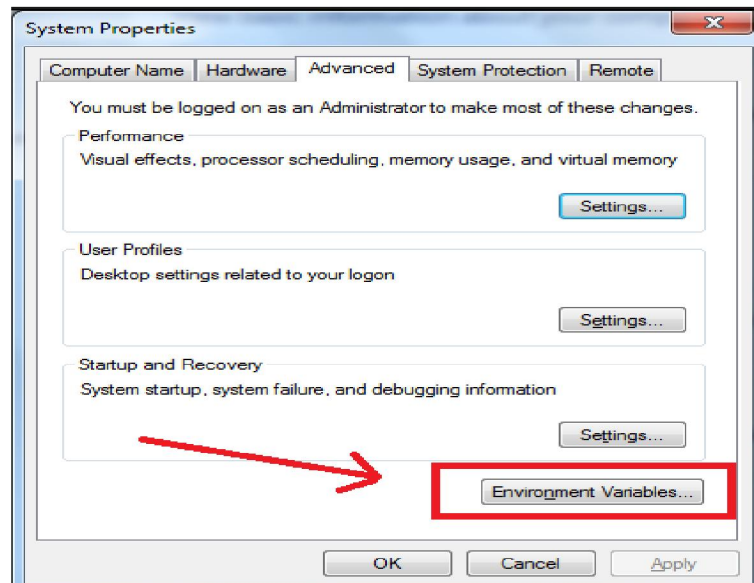 System Properties
Computer Name Hardware Advanced System Protection Remote
You must be logged on as an Administrator to make most of these changes.
Performance
Visual effects, processor scheduling, memory usage, and virtual memory
Settings...
User Profiles
Desktop settings related to your logon
Settings...
Startup and Recovery
System startup, system failure, and debugging information
Settings...
Environment Variables...
OK Cancel Apply